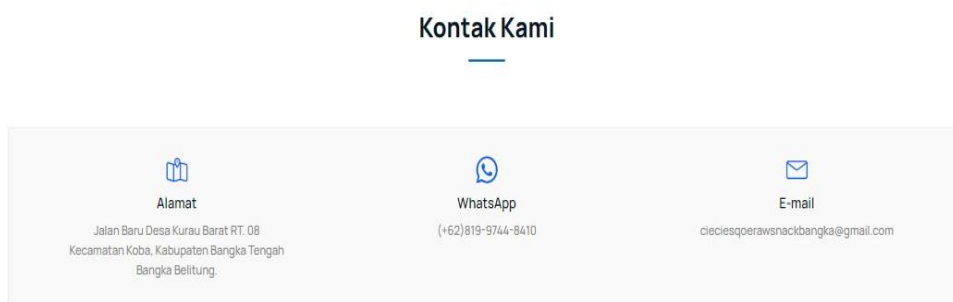 Kontak Kami
Alamat
Jalan Baru Desa Kurau Barat RT. 08
Kecamatan Koba, Kabupaten Bangka Tengah
Bangka Belitung.
WhatsApp
(+62)819-9744-8410
E-mail
cieciesqoerawsnackbangka@gmail.com